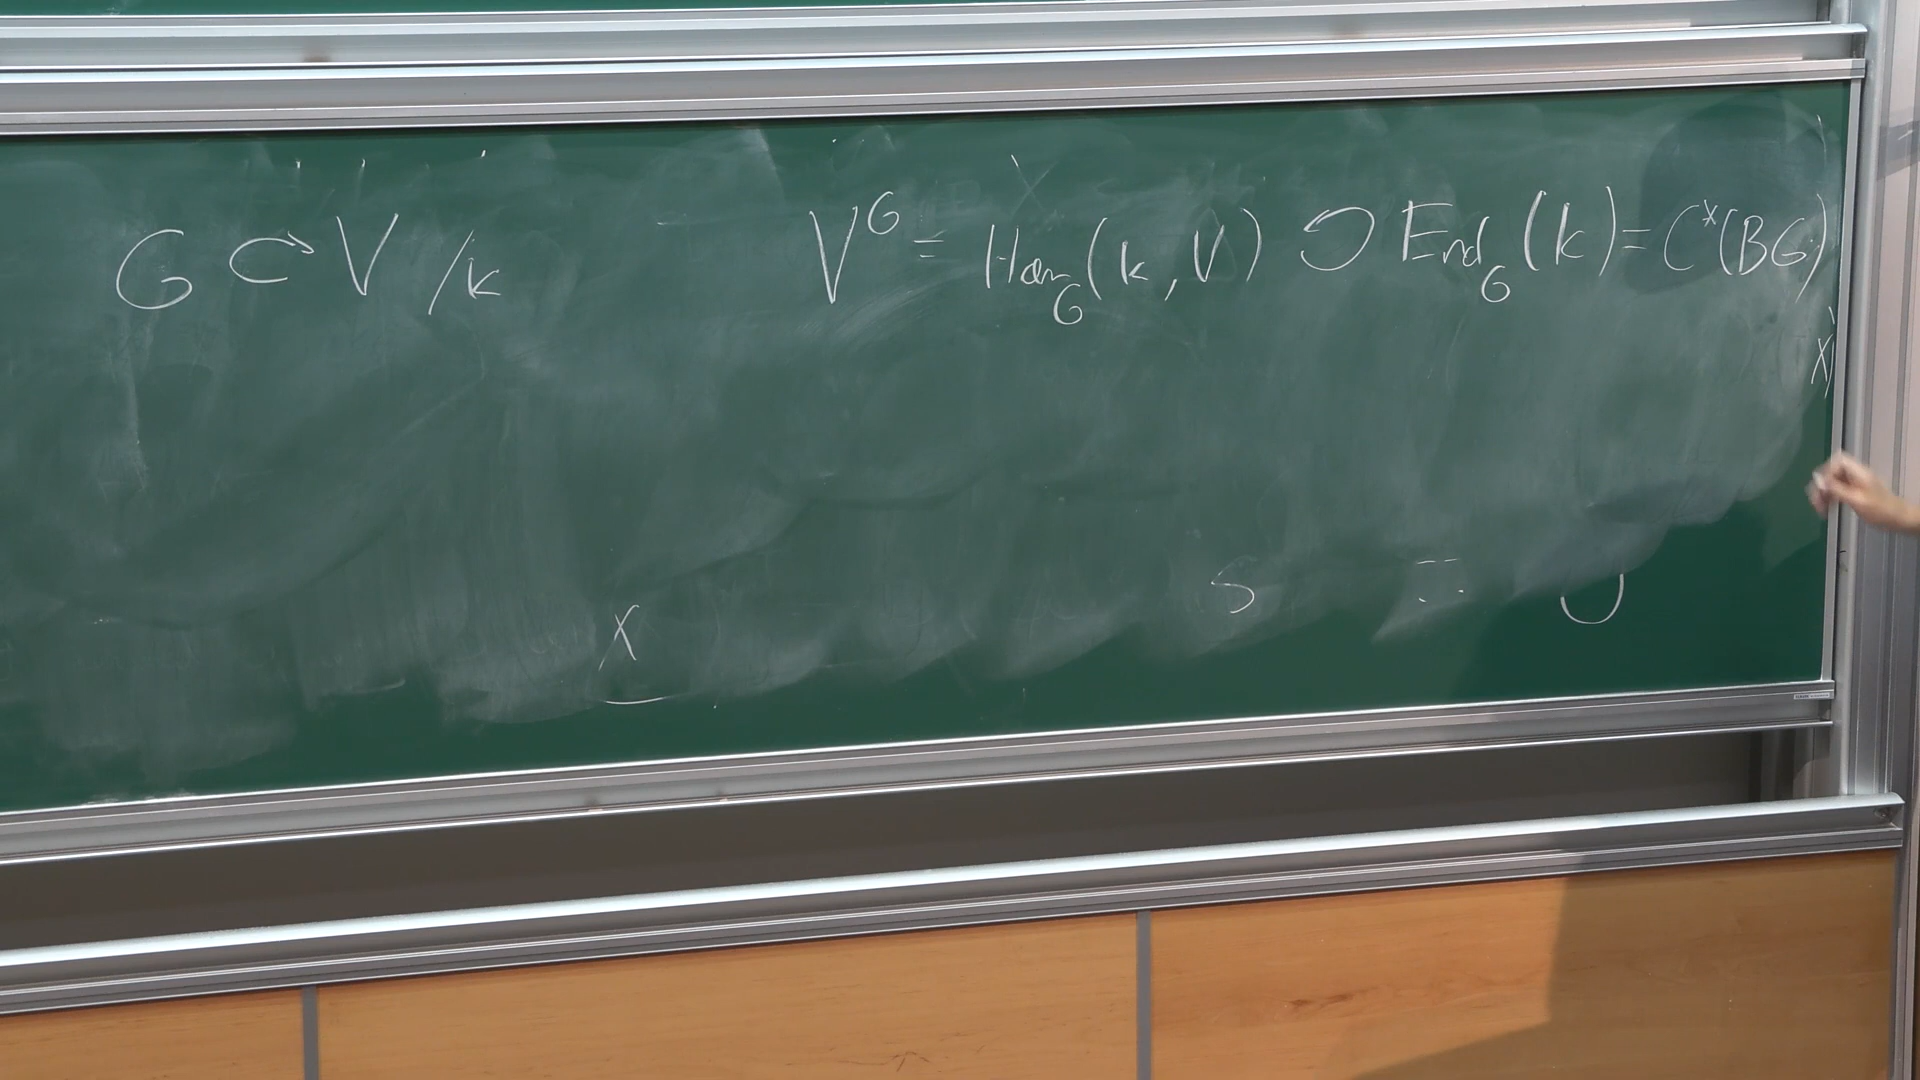 G ⊂→ V /k    V^G = Hom_G(k, V) ↻ End_G(k) = C^*(BG)
x
x
S